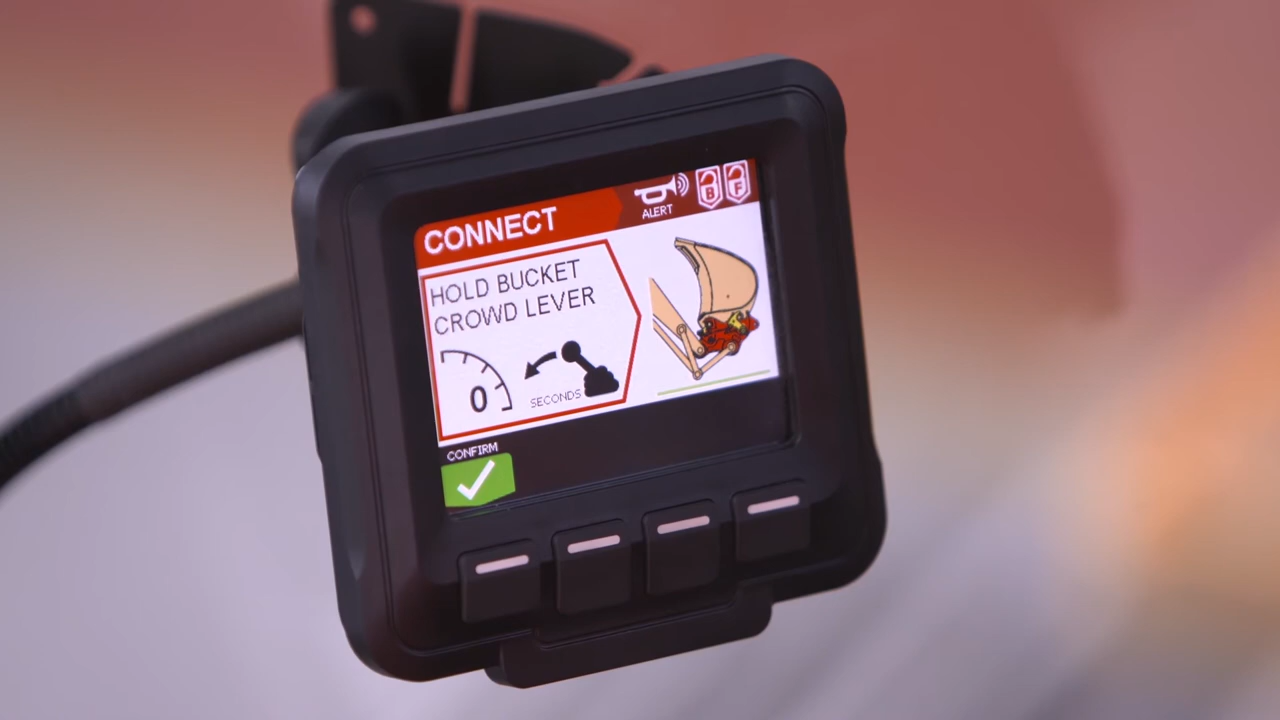 CONNECT
ALERT
B F
HOLD BUCKET
CROWD LEVER
0
SECONDS
CONFIRM